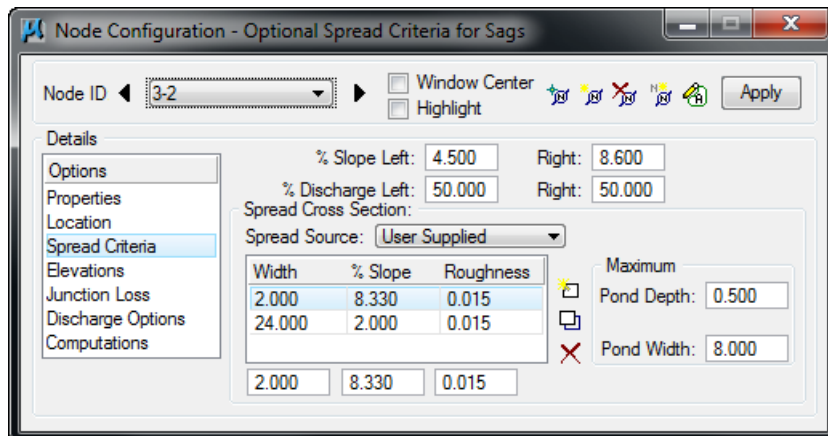 Node Configuration - Optional Spread Criteria for Sags
Node ID 3-2 Window Center Apply
Highlight
Details
Options
Properties
Location
Spread Criteria
Elevations
Junction Loss
Discharge Options
Computations
% Slope Left: 4.500 Right: 8.600
% Discharge Left: 50.000 Right: 50.000
Spread Cross Section:
Spread Source: User Supplied
Width % Slope Roughness
2.000 8.330 0.015
24.000 2.000 0.015
2.000 8.330 0.015
Maximum
Pond Depth: 0.500
Pond Width: 8.000